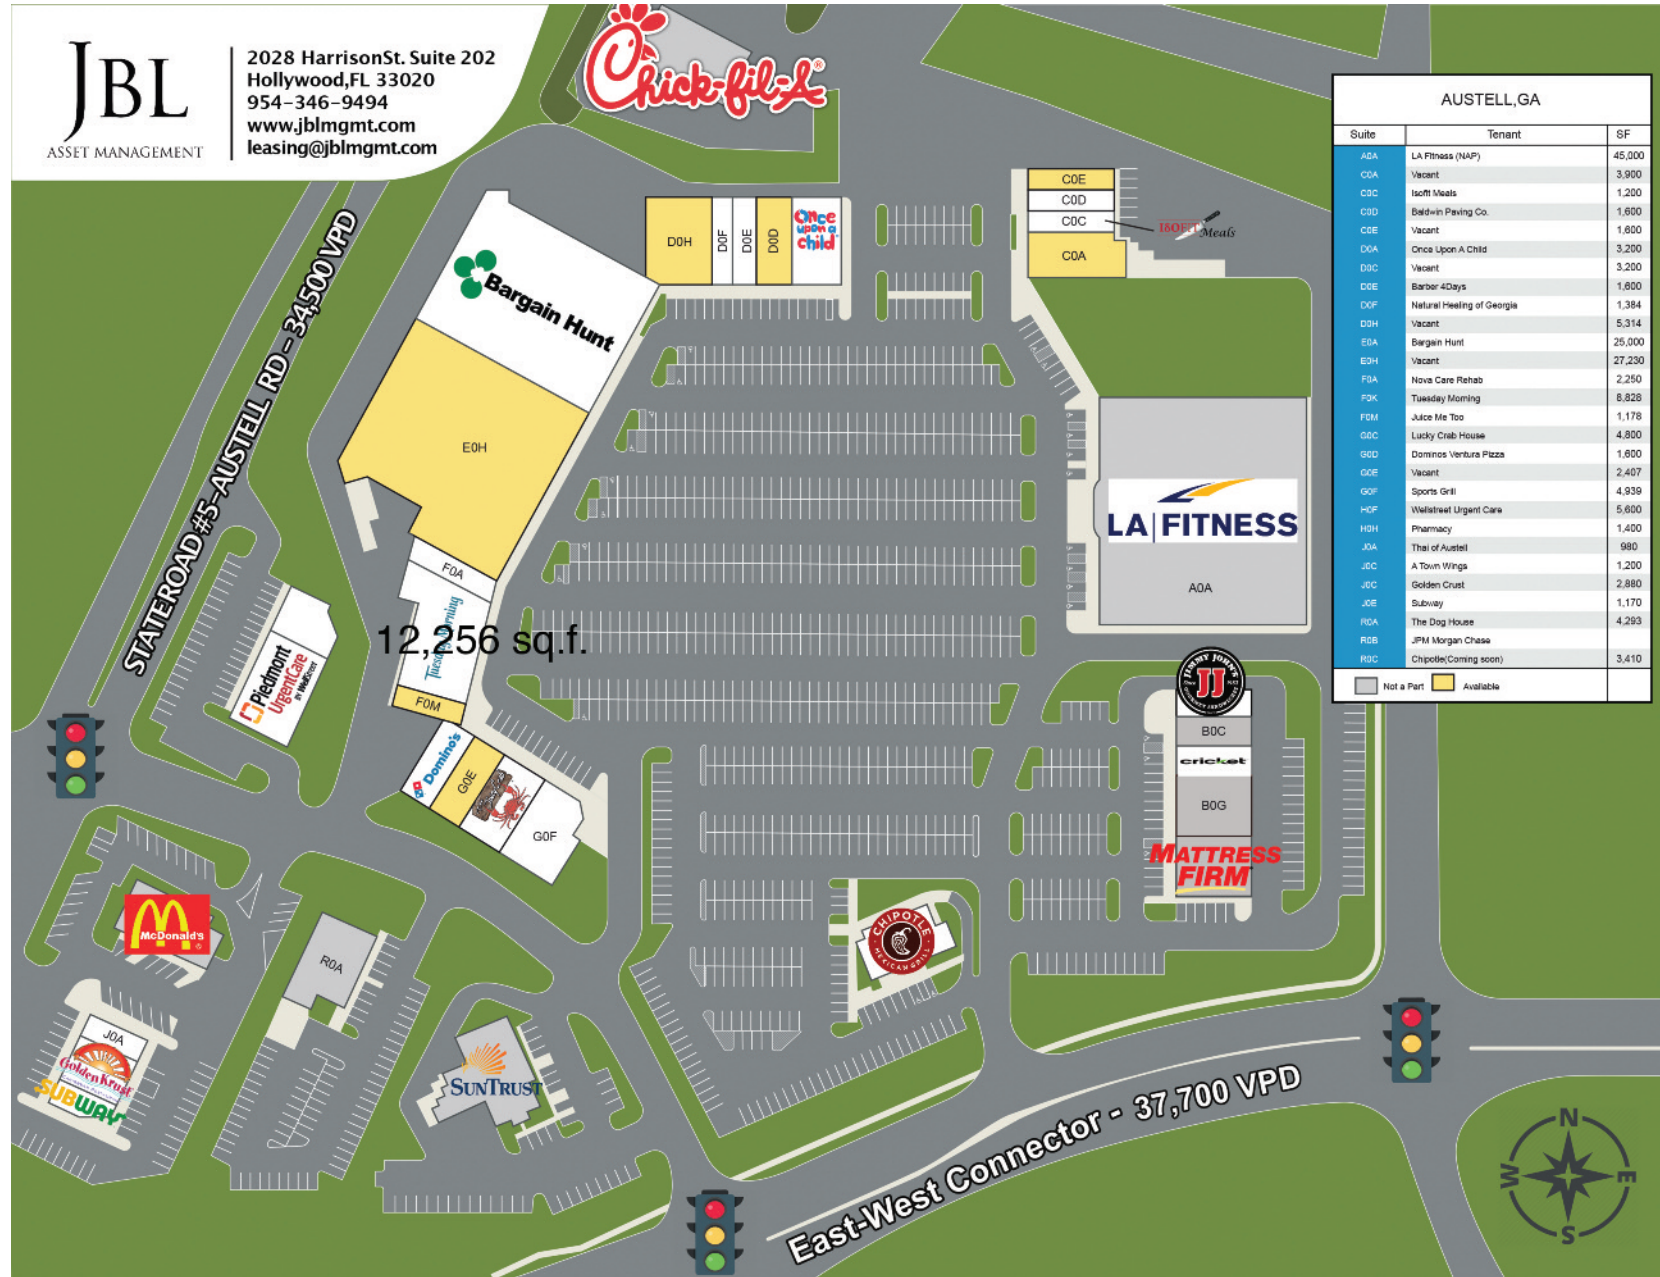 JBL
ASSET MANAGEMENT
2028 HarrisonSt. Suite 202
Hollywood,FL 33020
954-346-9494
www.jblmgmt.com
leasing@jblmgmt.com
Chick-fil-A®
AUSTELL,GA
Suite Tenant SF
A0A LA Fitness (NAP) 45,000
C0A Vacant 3,900
C0C Isofit Meals 1,200
C0D Baldwin Paving Co. 1,600
C0E Vacant 1,600
D0A Once Upon A Child 3,200
D0C Vacant 3,200
D0E Barber 4Days 1,600
D0F Natural Healing of Georgia 1,384
D0H Vacant 5,314
E0A Bargain Hunt 25,000
E0H Vacant 27,230
F0A Nova Care Rehab 2,250
F0K Tuesday Morning 8,828
F0M Juice Me Too 1,178
G0C Lucky Crab House 4,800
G0D Dominos Ventura Pizza 1,600
G0E Vacant 2,407
G0F Sports Grill 4,939
H0F Wellstreet Urgent Care 5,600
H0H Pharmacy 1,400
J0A Thai of Austell 980
J0C A Town Wings 1,200
J0C Golden Crust 2,880
J0E Subway 1,170
R0A The Dog House 4,293
R0B JPM Morgan Chase
R0C Chipotle(Coming soon) 3,410
Not a Part Available
C0E
C0D
C0C
ISOFIT Meals
C0A
D0H
D0F
D0E
D0D
Once
upon a
child
Bargain Hunt
STATEROAD #5-AUSTELL RD - 34,500 VPD
E0H
LA FITNESS
A0A
F0A
Tuesday Morning
12,256 sq.f.
F0M
Piedmont
UrgentCare
BY WellStreet
Domino's
G0E
G0F
JIMMY JOHN'S
JJ
B0C
cricket
B0G
MATTRESS
FIRM
McDonald's
R0A
CHIPOTLE
MEXICAN GRILL
J0A
Golden Krust
SUBWAY
SUNTRUST
East-West Connector - 37,700 VPD
N
W E
S